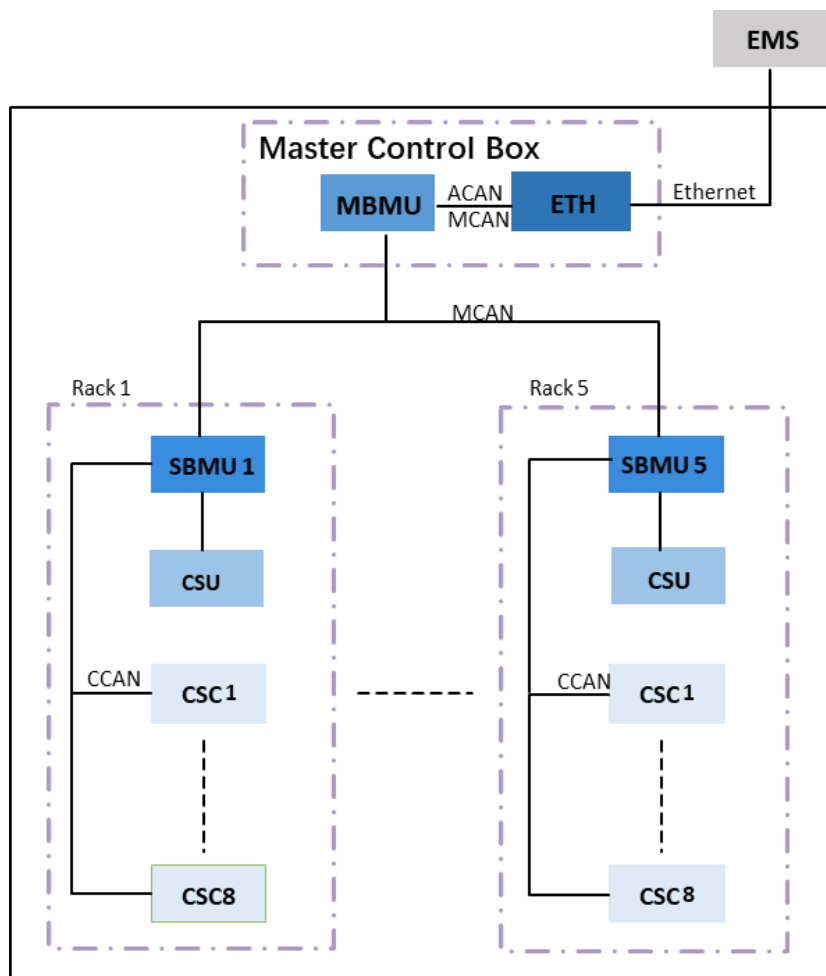 EMS
Master Control Box
MBMU
ACAN
MCAN
ETH
Ethernet
MCAN
Rack 1
Rack 5
SBMU 1
SBMU 5
CSU
CSU
CCAN
CSC 1
CCAN
CSC 1
CSC8
CSC 8